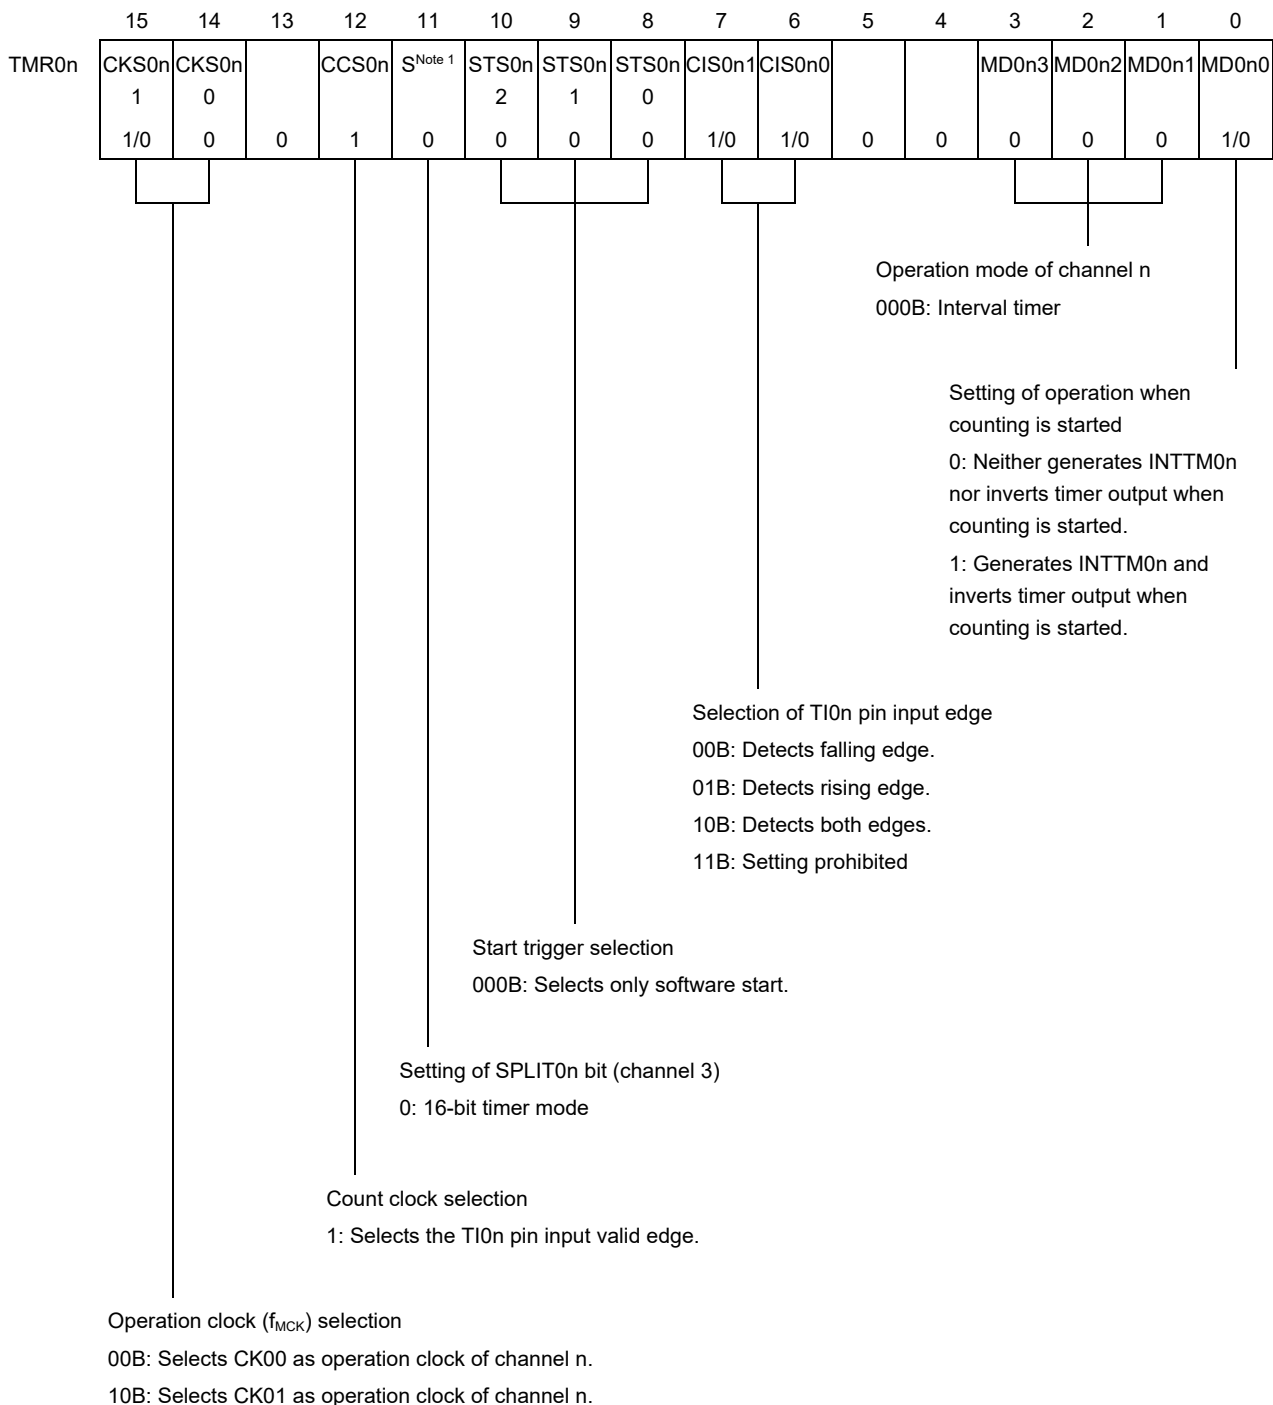 15 14 13 12 11 10 9 8 7 6 5 4 3 2 1 0
TMR0n CKS0n CKS0n CCS0n SNote 1 STS0n STS0n STS0n CIS0n1 CIS0n0 MD0n3 MD0n2 MD0n1 MD0n0
1 0 2 1 0
1/0 0 0 1 0 0 0 0 1/0 1/0 0 0 0 0 0 1/0
Operation mode of channel n
000B: Interval timer
Setting of operation when
counting is started
0: Neither generates INTTM0n
nor inverts timer output when
counting is started.
1: Generates INTTM0n and
inverts timer output when
counting is started.
Selection of TI0n pin input edge
00B: Detects falling edge.
01B: Detects rising edge.
10B: Detects both edges.
11B: Setting prohibited
Start trigger selection
000B: Selects only software start.
Setting of SPLIT0n bit (channel 3)
0: 16-bit timer mode
Count clock selection
1: Selects the TI0n pin input valid edge.
Operation clock (fMCK) selection
00B: Selects CK00 as operation clock of channel n.
10B: Selects CK01 as operation clock of channel n.